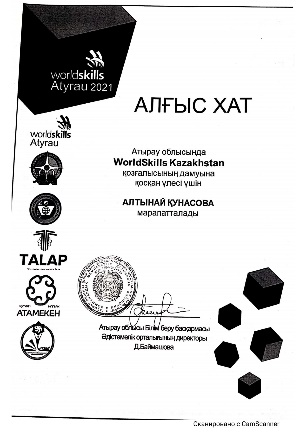 worldskills
Atyrau 2021
АЛҒЫС ХАТ
worldskills
Atyrau
Атырау облысында
WorldSkills Kazakhstan
қозғалысының дамуына
қосқан үлесі үшін
АЛТЫНАЙ ҚУНАСОВА
марапатталады
TALAP
АТАМЕКЕН
Атырау облысы Білім беру басқармасы
Әдістемелік орталығының директоры
Д.Баймашова
Сканировано с CamScanner